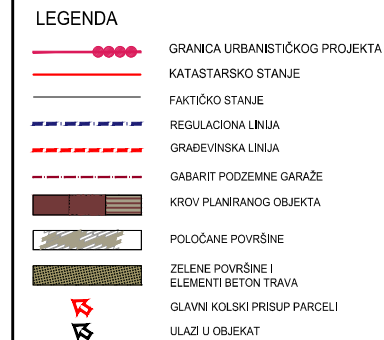 LEGENDA
GRANICA URBANISTIČKOG PROJEKTA
KATASTARSKO STANJE
FAKTIČKO STANJE
REGULACIONA LINIJA
GRAĐEVINSKA LINIJA
GABARIT PODZEMNE GARAŽE
KROV PLANIRANOG OBJEKTA
POLOČANE POVRŠINE
ZELENE POVRŠINE I
ELEMENTI BETON TRAVA
GLAVNI KOLSKI PRISUP PARCELI
ULAZI U OBJEKAT